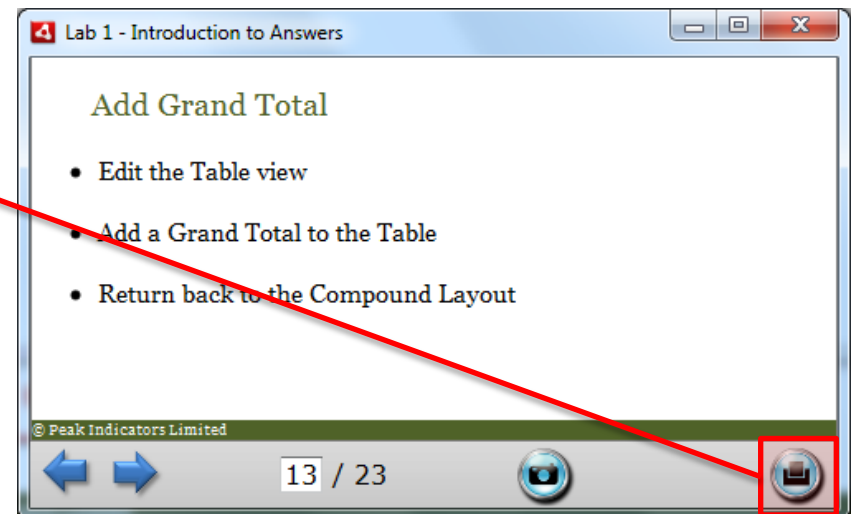 Lab 1 - Introduction to Answers
Add Grand Total
• Edit the Table view
• Add a Grand Total to the Table
• Return back to the Compound Layout
© Peak Indicators Limited
13 / 23